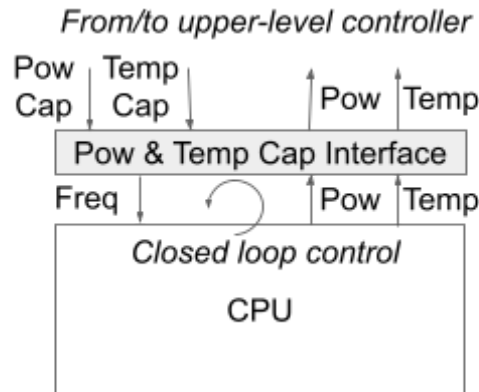 From/to upper-level controller
Pow Temp
Cap Cap Pow Temp
Pow & Temp Cap Interface
Freq Pow Temp
Closed loop control
CPU